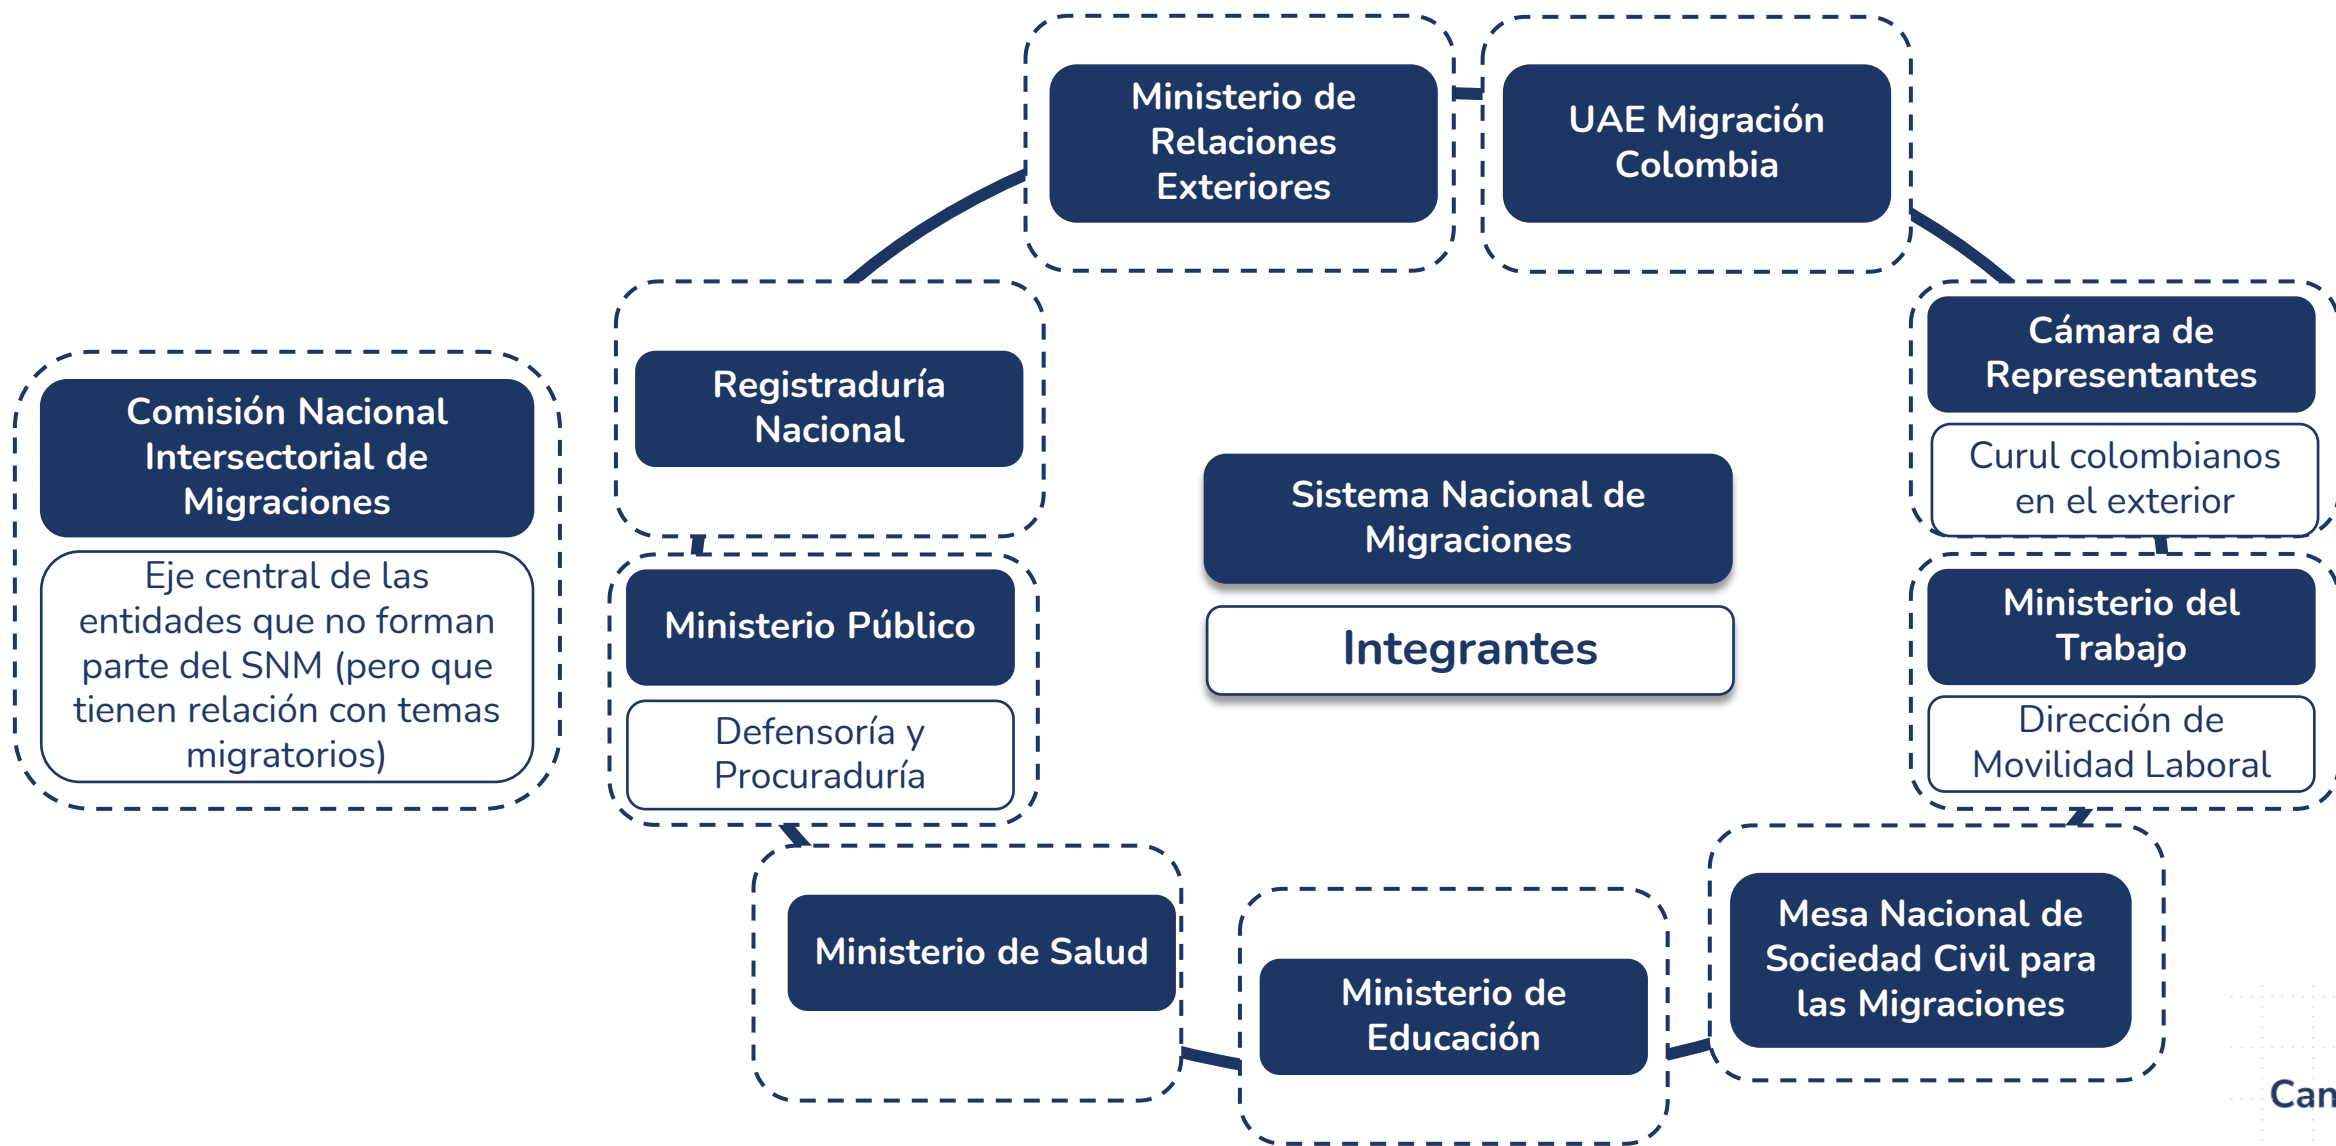 Ministerio de
Relaciones
Exteriores
UAE Migración
Colombia
Cámara de
Representantes
Curul colombianos
en el exterior
Registraduría
Nacional
Comisión Nacional
Intersectorial de
Migraciones
Eje central de las
entidades que no forman
parte del SNM (pero que
tienen relación con temas
migratorios)
Sistema Nacional de
Migraciones
Integrantes
Ministerio Público
Defensoría y
Procuraduría
Ministerio del
Trabajo
Dirección de
Movilidad Laboral
Ministerio de Salud
Ministerio de
Educación
Mesa Nacional de
Sociedad Civil para
las Migraciones